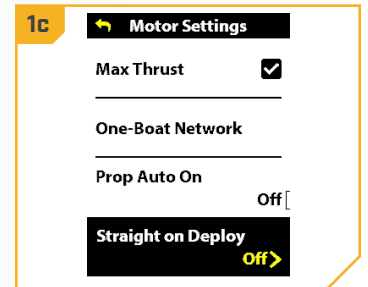 1c
Motor Settings
Max Thrust
One-Boat Network
Prop Auto On
Off
Straight on Deploy
Off